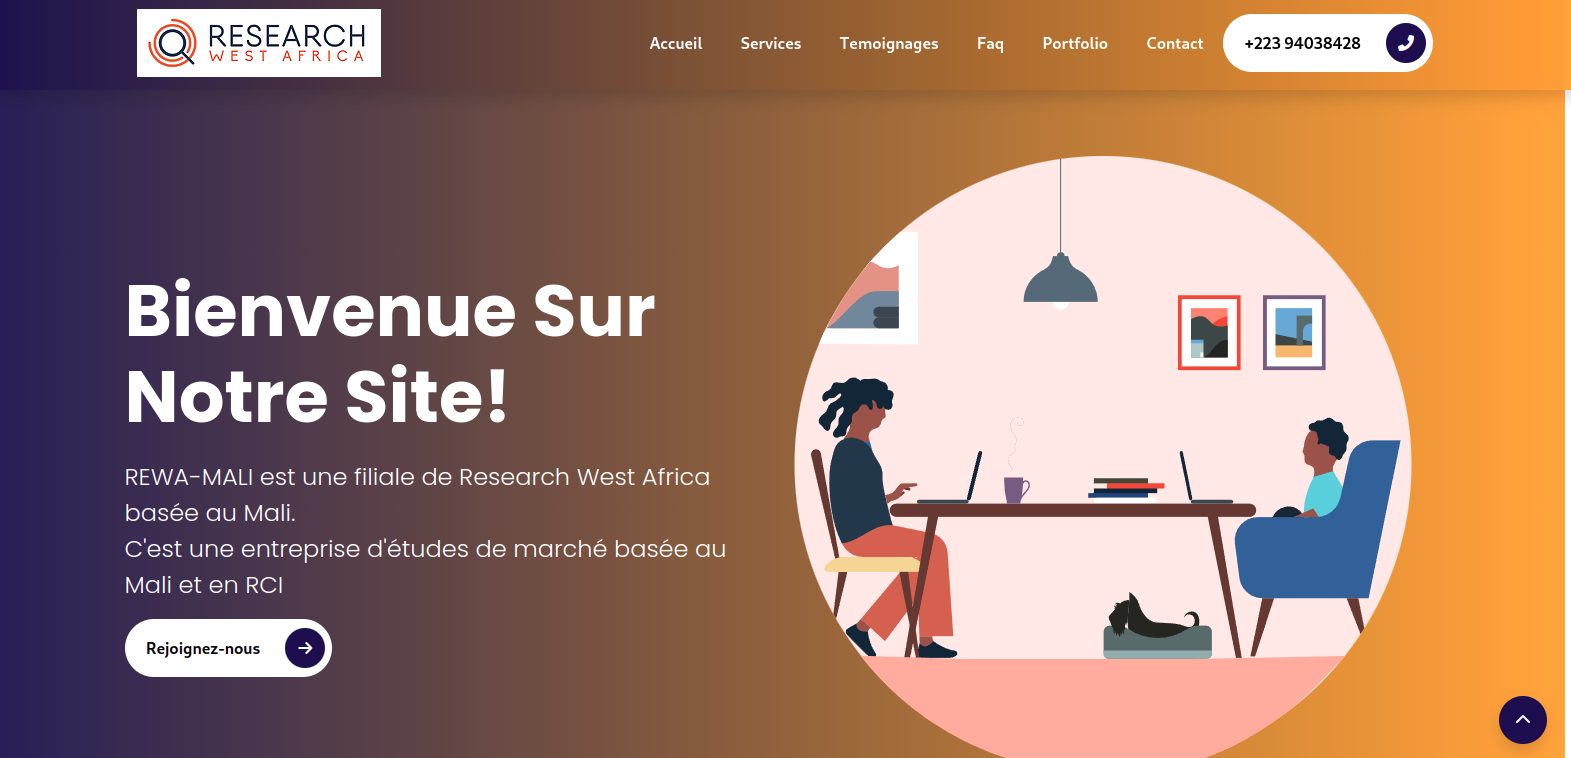 RESEARCH
WEST AFRICA
Accueil Services Temoignages Faq Portfolio Contact +223 94038428
Bienvenue Sur
Notre Site!
REWA-MALI est une filiale de Research West Africa
basée au Mali.
C'est une entreprise d'études de marché basée au
Mali et en RCI
Rejoignez-nous